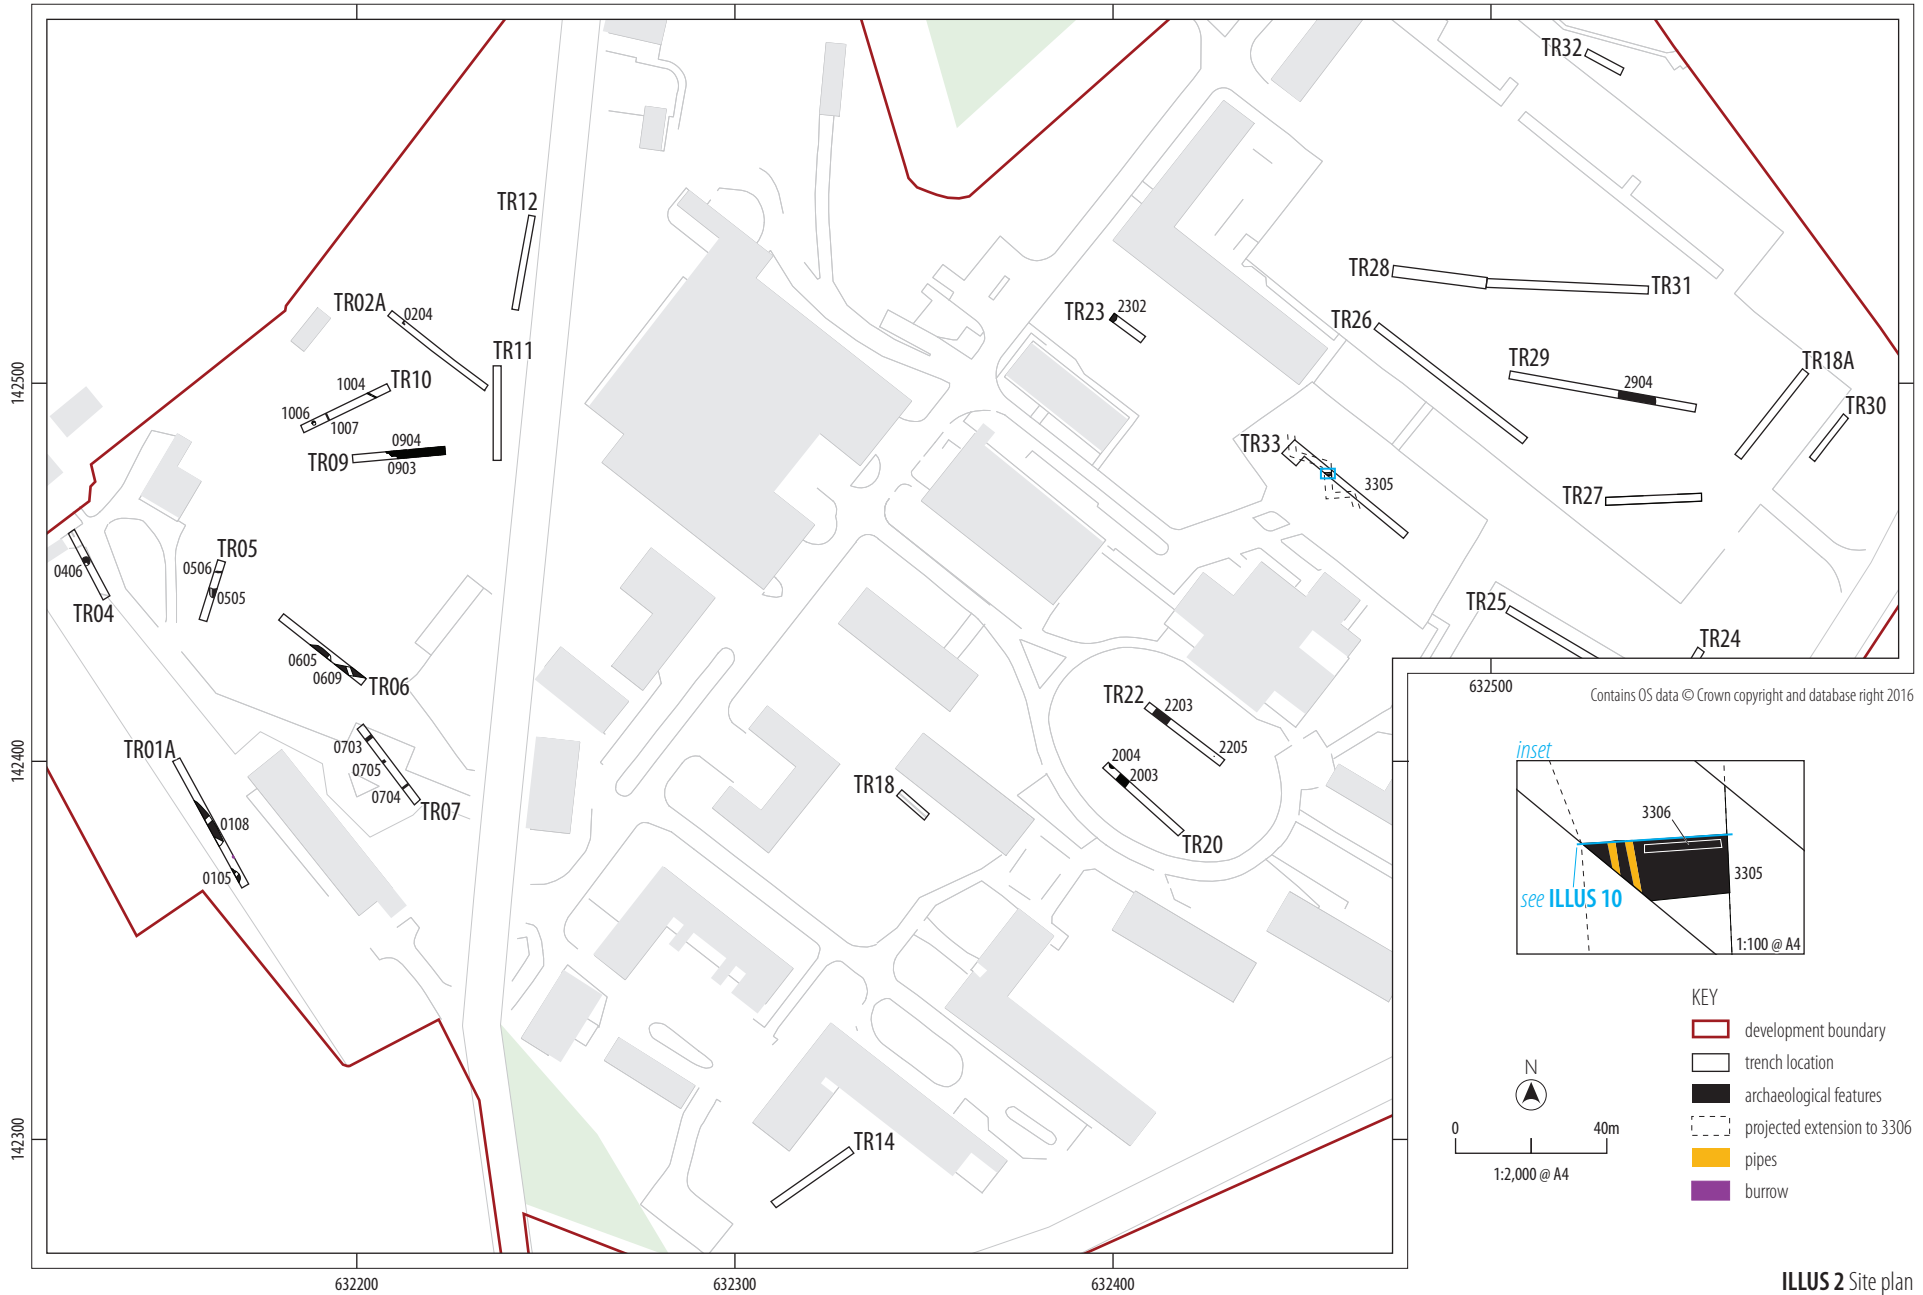 TR32
TR12
TR28
TR31
TR02A
0204
TR23
2302
TR26
TR11
TR29
TR18A
142500
1004
TR10
2904
TR30
1006
1007
0904
TR33
TR09
0903
3305
TR27
TR05
0506
0406
0505
TR04
TR25
TR24
0605
0609
TR06
632500
Contains OS data © Crown copyright and database right 2016
TR22
2203
0703
TR01A
2205
inset
142400
0705
2004
2003
0704
TR07
TR18
3306
0108
TR20
3305
0105
see ILLUS 10
1:100 @ A4
KEY
development boundary
trench location
N
archaeological features
0
40m
projected extension to 3306
142300
TR14
pipes
1:2,000 @ A4
burrow
632200
632300
632400
ILLUS 2 Site plan